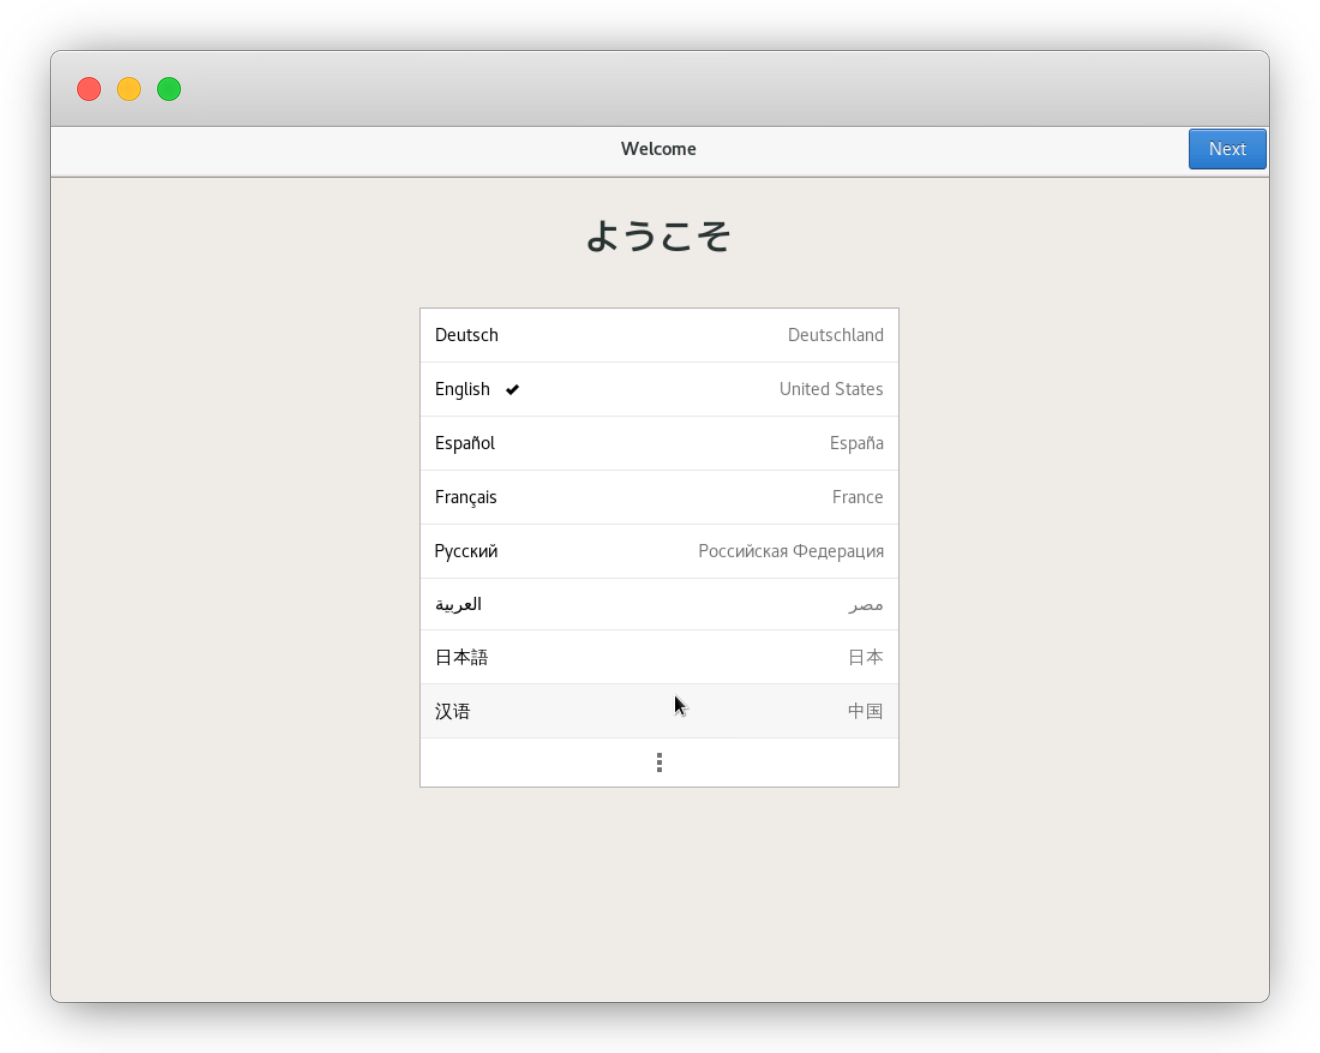 Welcome
Next
ようこそ
Deutsch Deutschland
English ✔ United States
Español España
Français France
Русский Российская Федерация
العربية مصر
日本語 日本
汉语 中国